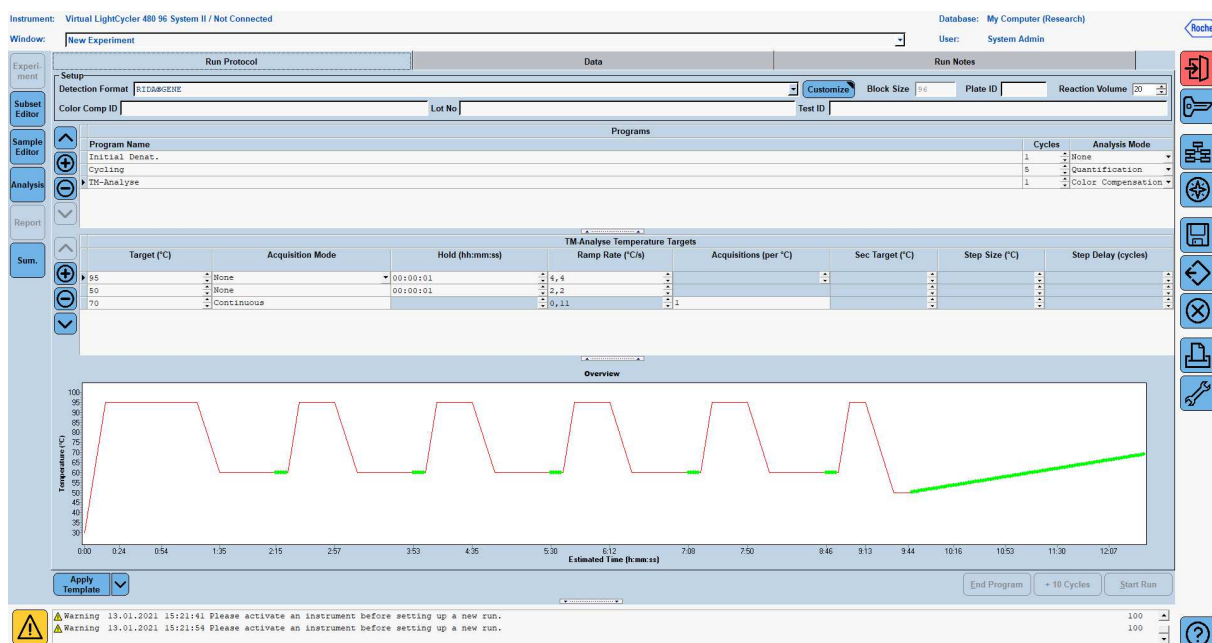 Instrument: Virtual LightCycler 480 96 System II / Not Connected Database: My Computer (Research)
Window: New Experiment User: System Admin
Roche
Experi-
ment
Subset
Editor
Sample
Editor
Analysis
Report
Sum.
Run Protocol Data Run Notes
Setup
Detection Format RIDA®GENE Customize Block Size 96 Plate ID Reaction Volume 20
Color Comp ID Lot No Test ID
Programs
Program Name Cycles Analysis Mode
Initial Denat. 1 None
Cycling 5 Quantification
TM-Analyse 1 Color Compensation
TM-Analyse Temperature Targets
Target (°C) Acquisition Mode Hold (hh:mm:ss) Ramp Rate (°C/s) Acquisitions (per °C) Sec Target (°C) Step Size (°C) Step Delay (cycles)
95 None 00:00:01 4,4
50 None 00:00:01 2,2
70 Continuous 0,11 1
Overview
Temperature (°C)
100
95
90
85
80
75
70
65
60
55
50
45
40
35
30
0:00 0:24 0:54 1:35 2:15 2:57 3:53 4:35 5:30 6:12 7:08 7:50 8:46 9:13 9:44 10:16 10:53 11:30 12:07
Estimated Time (h:mm:ss)
Apply
Template
End Program + 10 Cycles Start Run
Warning 13.01.2021 15:21:41 Please activate an instrument before setting up a new run. 100
Warning 13.01.2021 15:21:54 Please activate an instrument before setting up a new run. 100